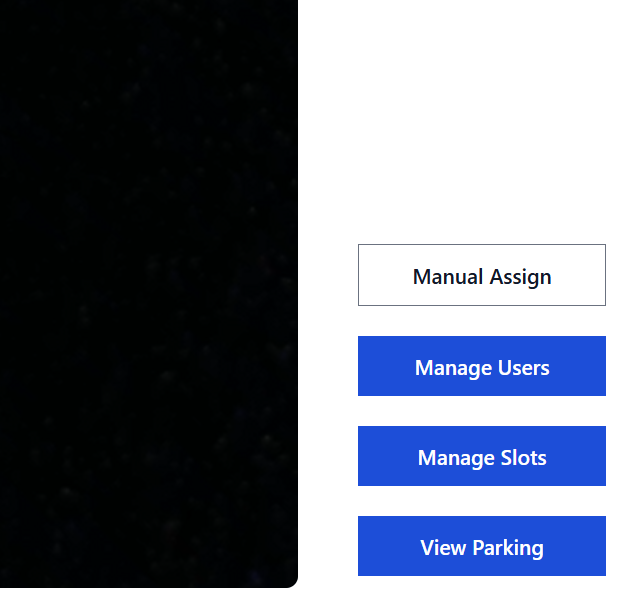 Manual Assign
Manage Users
Manage Slots
View Parking